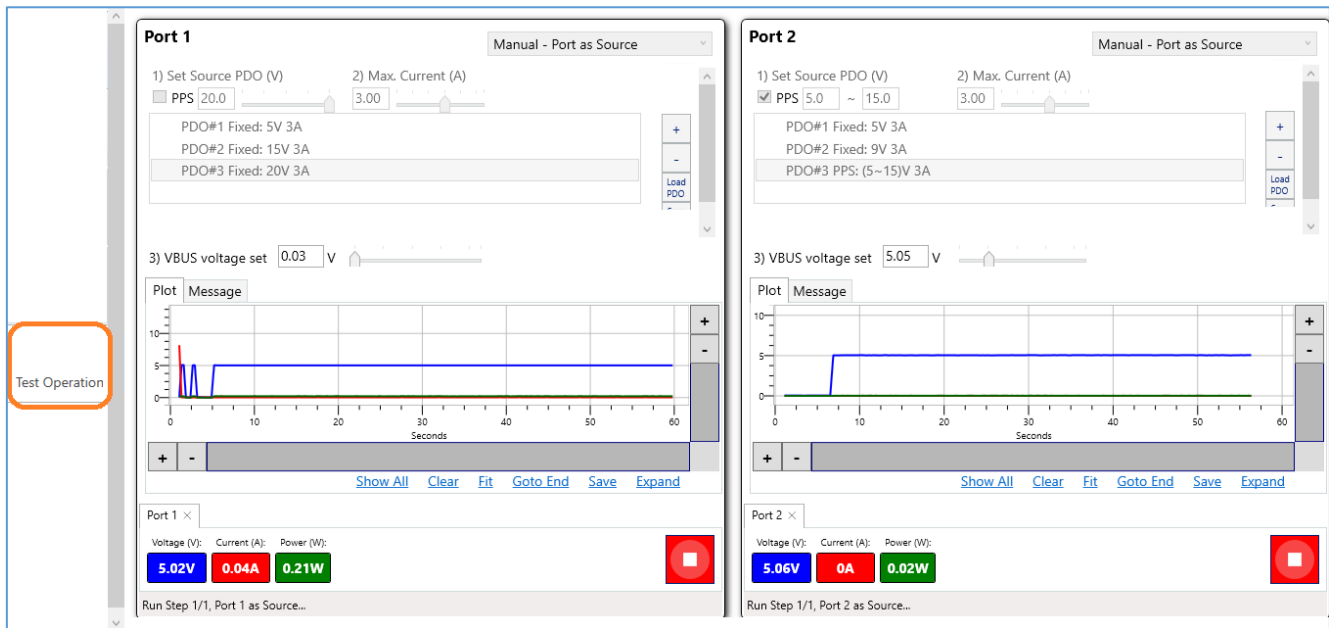 Test Operation
Port 1
Manual - Port as Source
1) Set Source PDO (V) 2) Max. Current (A)
PPS 20.0 3.00
PDO#1 Fixed: 5V 3A
PDO#2 Fixed: 15V 3A
PDO#3 Fixed: 20V 3A
+
-
Load
PDO
3) VBUS voltage set 0.03 V
Plot Message
10
5
0
0 10 20 30 40 50 60
Seconds
+
-
+ -
Show All Clear Fit Goto End Save Expand
Port 1 ×
Voltage (V): Current (A): Power (W):
5.02V 0.04A 0.21W
Run Step 1/1, Port 1 as Source...
Port 2
Manual - Port as Source
1) Set Source PDO (V) 2) Max. Current (A)
PPS 5.0 ~ 15.0 3.00
PDO#1 Fixed: 5V 3A
PDO#2 Fixed: 9V 3A
PDO#3 PPS: (5~15)V 3A
+
-
Load
PDO
3) VBUS voltage set 5.05 V
Plot Message
10
5
0
0 10 20 30 40 50 60
Seconds
+
-
+ -
Show All Clear Fit Goto End Save Expand
Port 2 ×
Voltage (V): Current (A): Power (W):
5.06V 0A 0.02W
Run Step 1/1, Port 2 as Source...